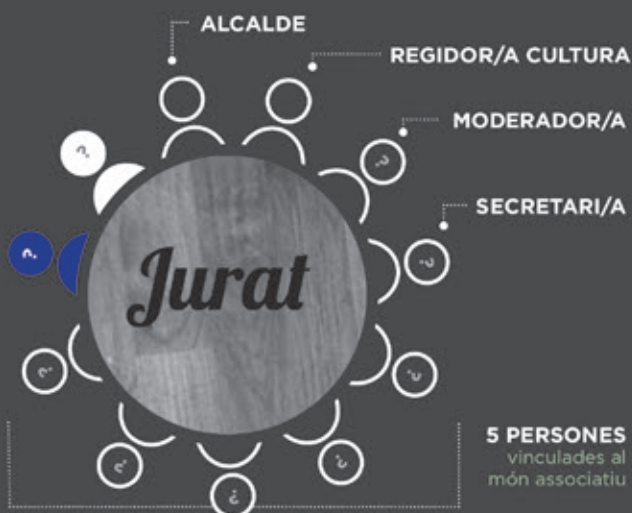 ALCALDE
REGIDOR/A CULTURA
MODERADOR/A
SECRETARI/A
Jurat
5 PERSONES
vinculades al
món associatiu
?
?
?
?
?
?
?
?
?